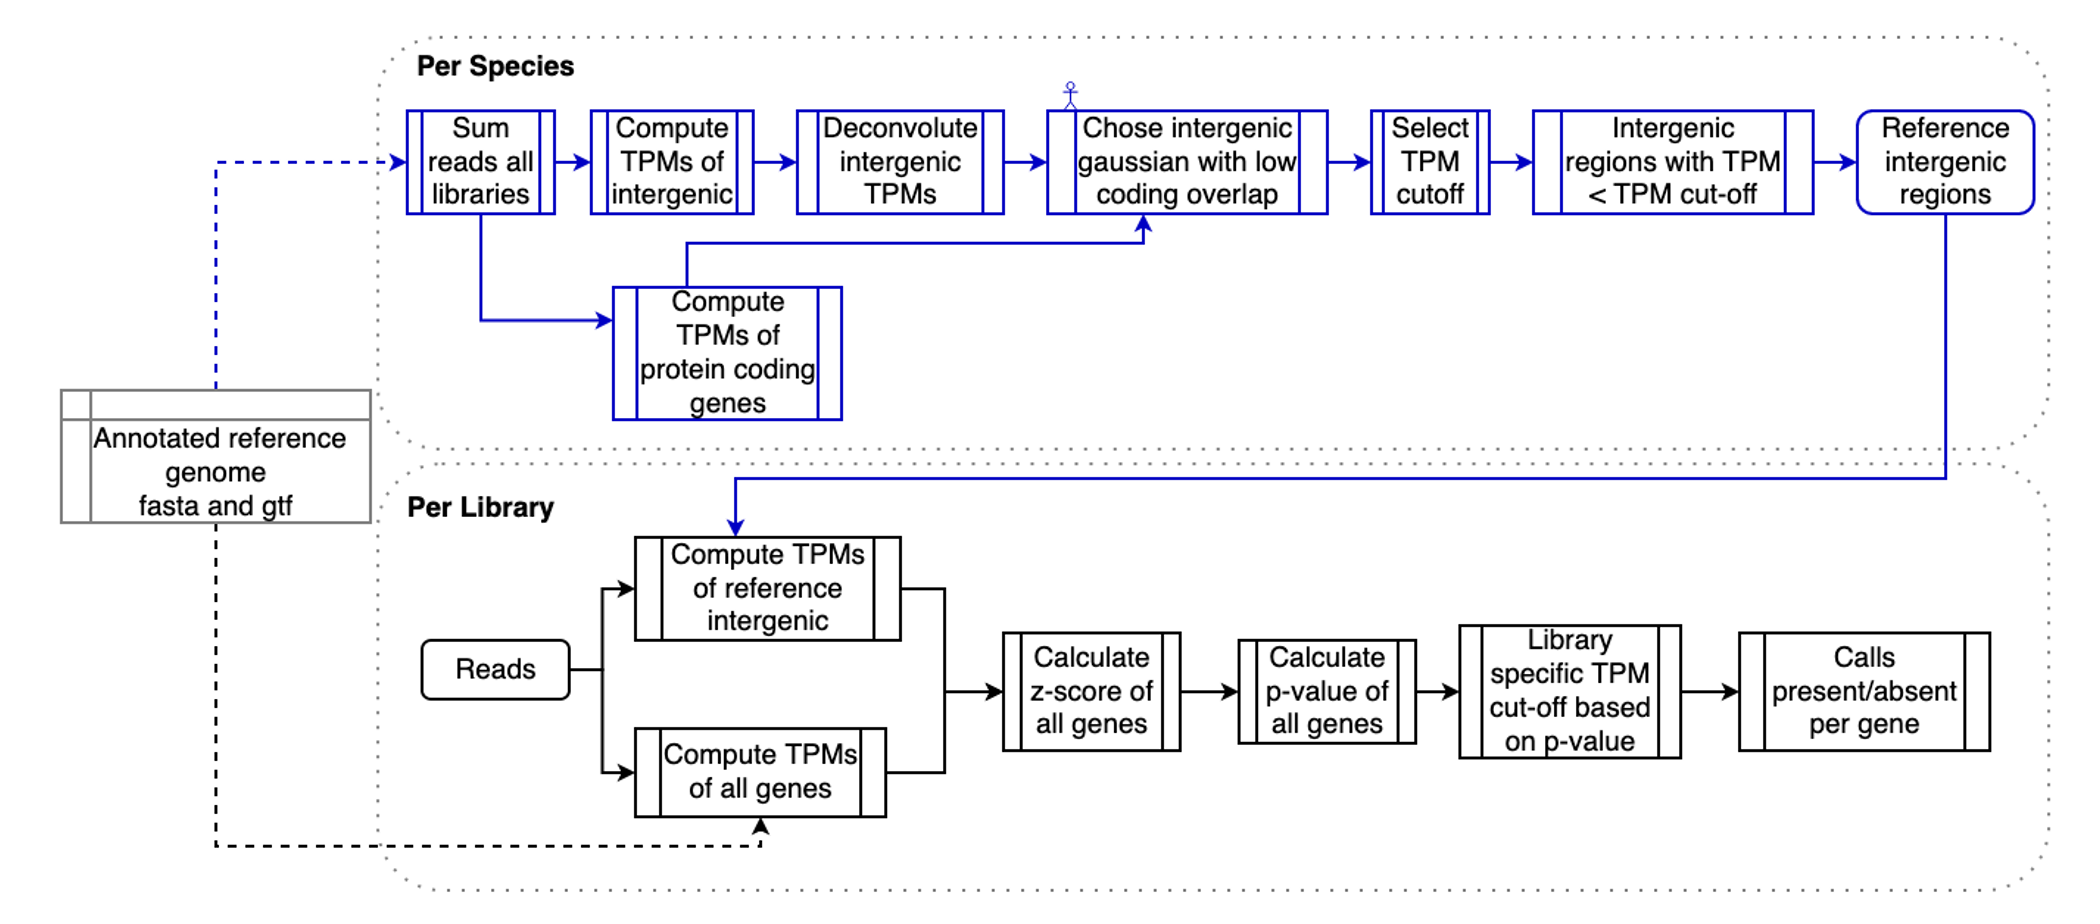 Per Species
Sum
reads all
libraries
Compute
TPMs of
intergenic
Deconvolute
intergenic
TPMs
Chose intergenic
gaussian with low
coding overlap
Select
TPM
cutoff
Intergenic
regions with TPM
< TPM cut-off
Reference
intergenic
regions
Compute
TPMs of
protein coding
genes
Annotated reference
genome
fasta and gtf
Per Library
Reads
Compute TPMs
of reference
intergenic
Compute TPMs
of all genes
Calculate
z-score of
all genes
Calculate
p-value of
all genes
Library
specific TPM
cut-off based
on p-value
Calls
present/absent
per gene